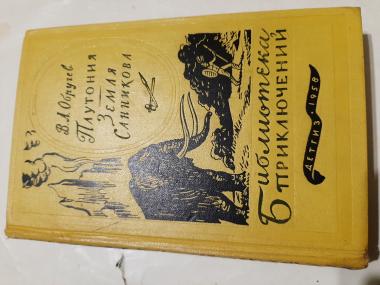 В.А.Обручев
Плутония
Земля
Санникова
Библиотека
приключений
ДЕТГИЗ · 1958